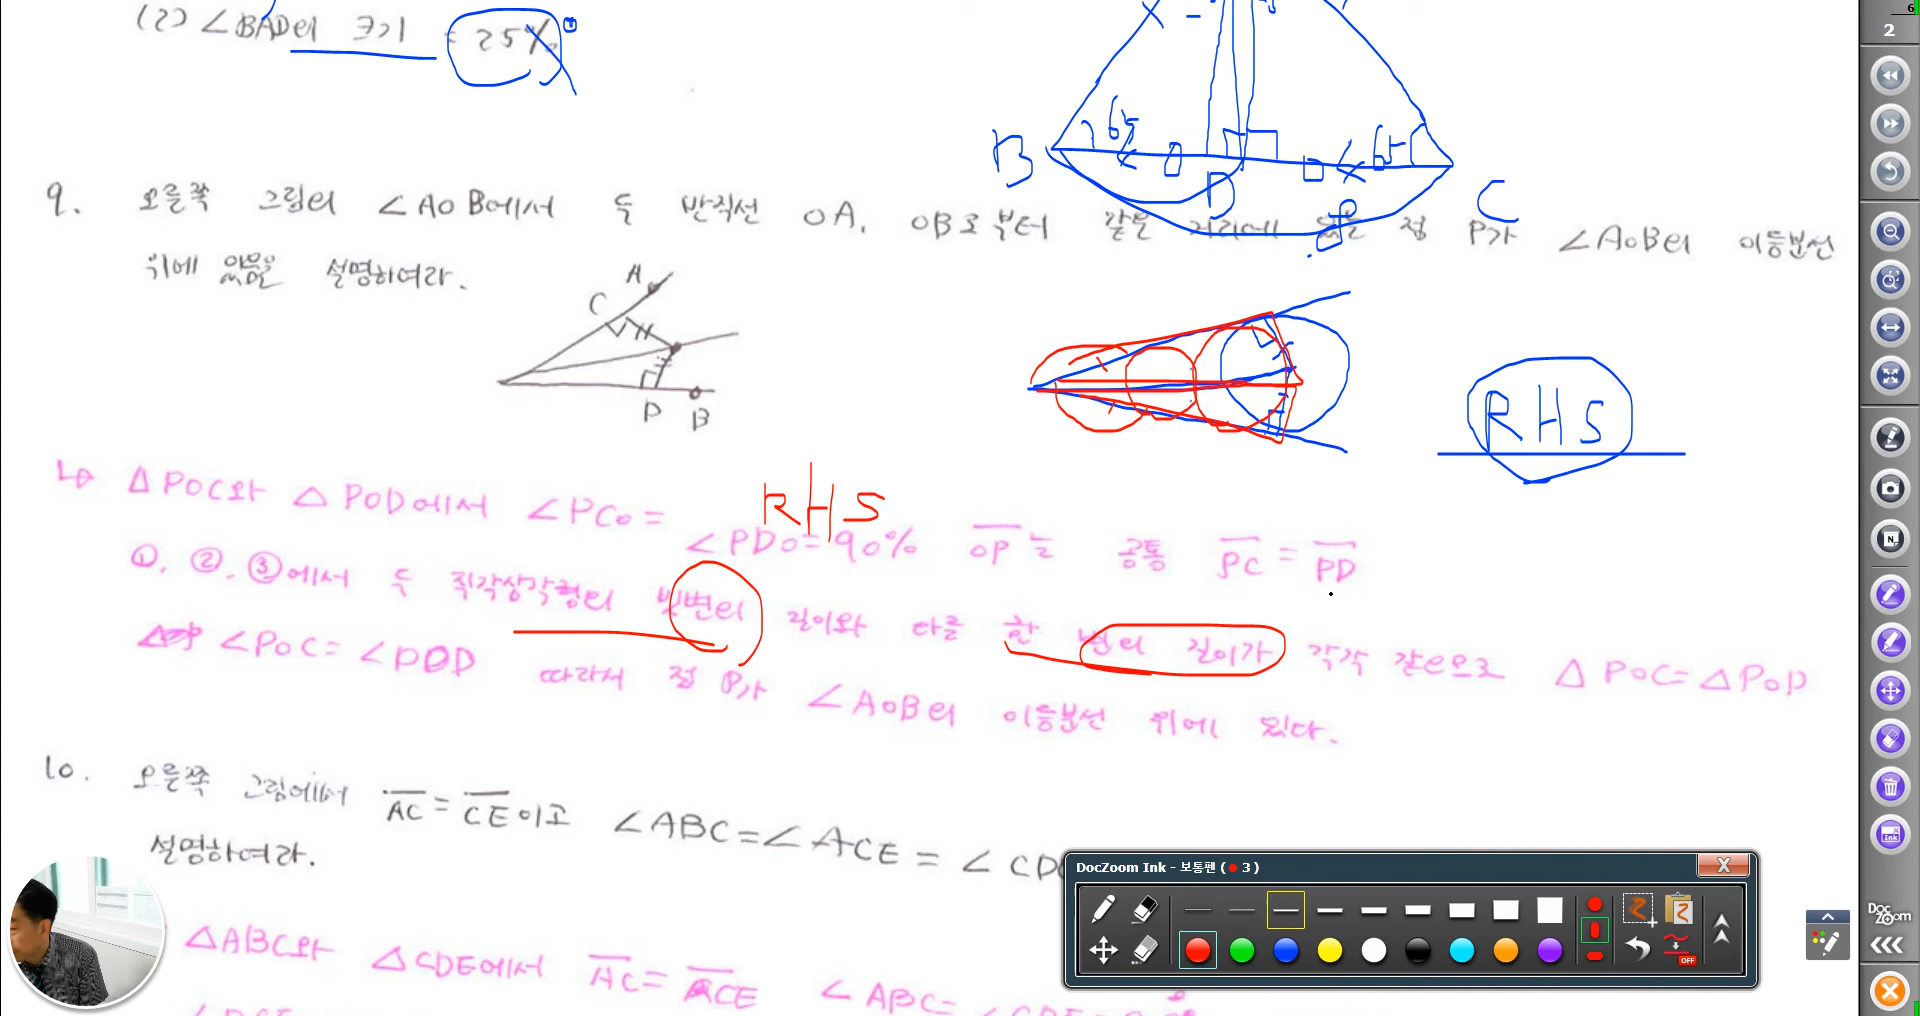 (2) ∠BAD의 크기 = 25%°
B 65 D 65 C
9. 오른쪽 그림의 ∠AOB에서 두 반직선 OA, OB로부터 같은 거리에 있는 점 P가 ∠AOB의 이등분선
위에 있음을 설명하여라.
A
C
D B
RHS
RHS
↳ △POC와 △POD에서 ∠PCO = ∠PDO=90% OP는 공통 PC = PD
①, ②, ③에서 두 직각삼각형의 빗변의 길이와 다른 한 변의 길이가 각각 같으므로 △POC=△POD
∠POC=∠POD 따라서 점 P가 ∠AOB의 이등분선 위에 있다.
10. 오른쪽 그림에서 AC = CE이고 ∠ABC=∠ACE = ∠CD
설명하여라.
DocZoom Ink - 보통펜 ( 3 )
X
OFF
△ABC와 △CDE에서 AC= CE ∠ABC=
6
2
N
Ink
Doc Zoom